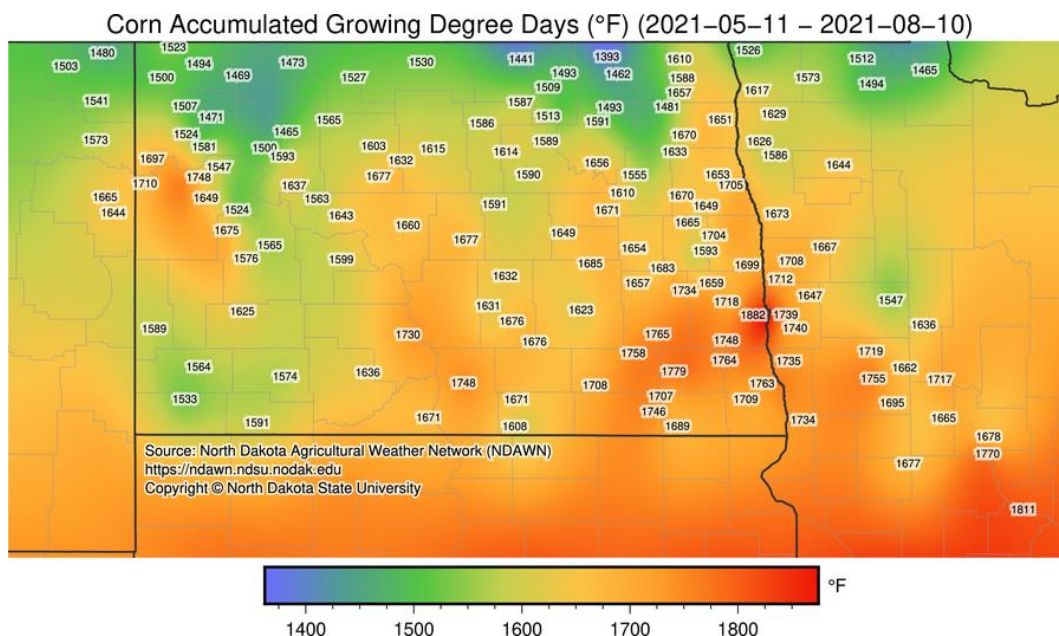 Corn Accumulated Growing Degree Days (°F) (2021−05−11 − 2021−08−10)
1480 1523 1526
1503 1494 1473 1530 1441 1393 1610 1512
1500 1469 1527 1493 1462 1588 1573 1465
1509 1657 1617 1494
1541 1507 1587 1493 1481
1471 1565 1586 1513 1591 1651 1629
1573 1524 1465 1589 1670 1626
1581 1500 1603 1615 1614 1633 1586
1697 1593 1632 1656 1644
1547 1677 1590 1555 1653
1710 1748 1637 1705
1665 1649 1563 1591 1610 1670
1644 1524 1643 1671 1649 1673
1675 1660 1665
1565 1677 1649 1704
1576 1599 1654 1593 1667
1685 1683 1699 1708
1632 1657 1659 1712
1734 1647
1625 1631 1623 1718 1547
1589 1676 1882 1739
1730 1676 1765 1748 1740 1636
1758 1764 1735 1719
1564 1574 1636 1779 1662
1748 1708 1763 1755 1717
1533 1671 1707 1709 1695
1591 1671 1746 1734 1665
1608 1689 1678
1770
1677
1811
Source: North Dakota Agricultural Weather Network (NDAWN)
https://ndawn.ndsu.nodak.edu
Copyright © North Dakota State University
°F
1400 1500 1600 1700 1800